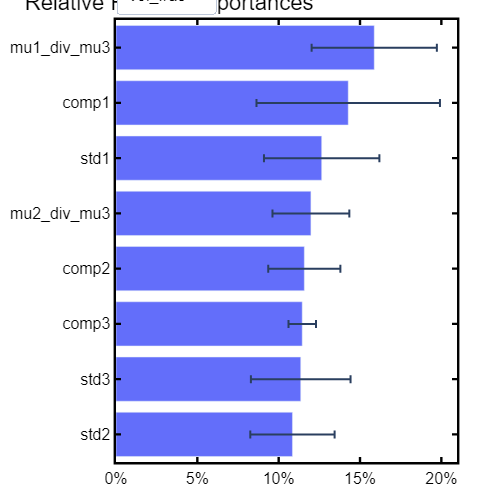 Relative
portances
mu1_div_mu3
comp1
std1
mu2_div_mu3
comp2
comp3
std3
std2
0% 5% 10% 15% 20%